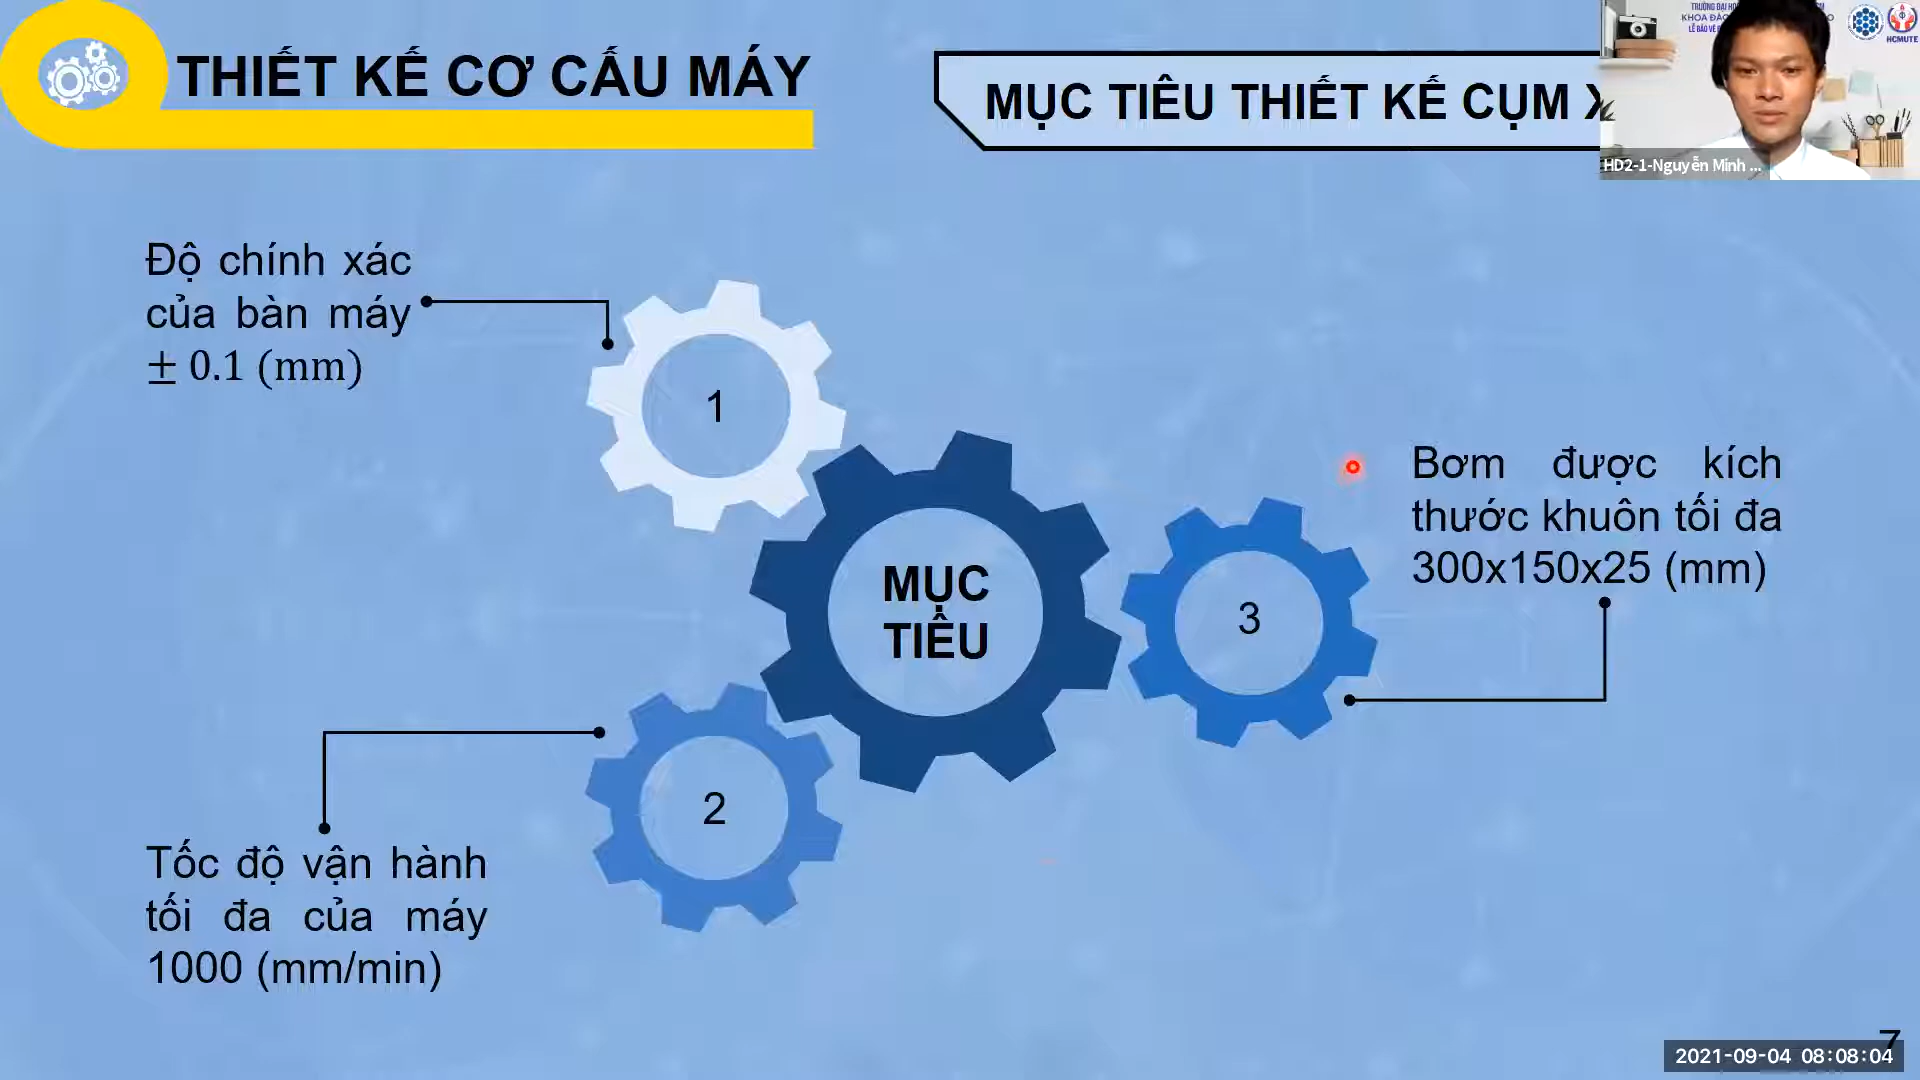 THIẾT KẾ CƠ CẤU MÁY
MỤC TIÊU THIẾT KẾ CỤM
HCMUTE
HD2-1-Nguyễn Minh ...
Độ chính xác
của bàn máy
± 0.1 (mm)
1
Bơm được kích
thước khuôn tối đa
300x150x25 (mm)
MỤC
TIÊU
3
2
Tốc độ vận hành
tối đa của máy
1000 (mm/min)
7
2021-09-04 08:08:04